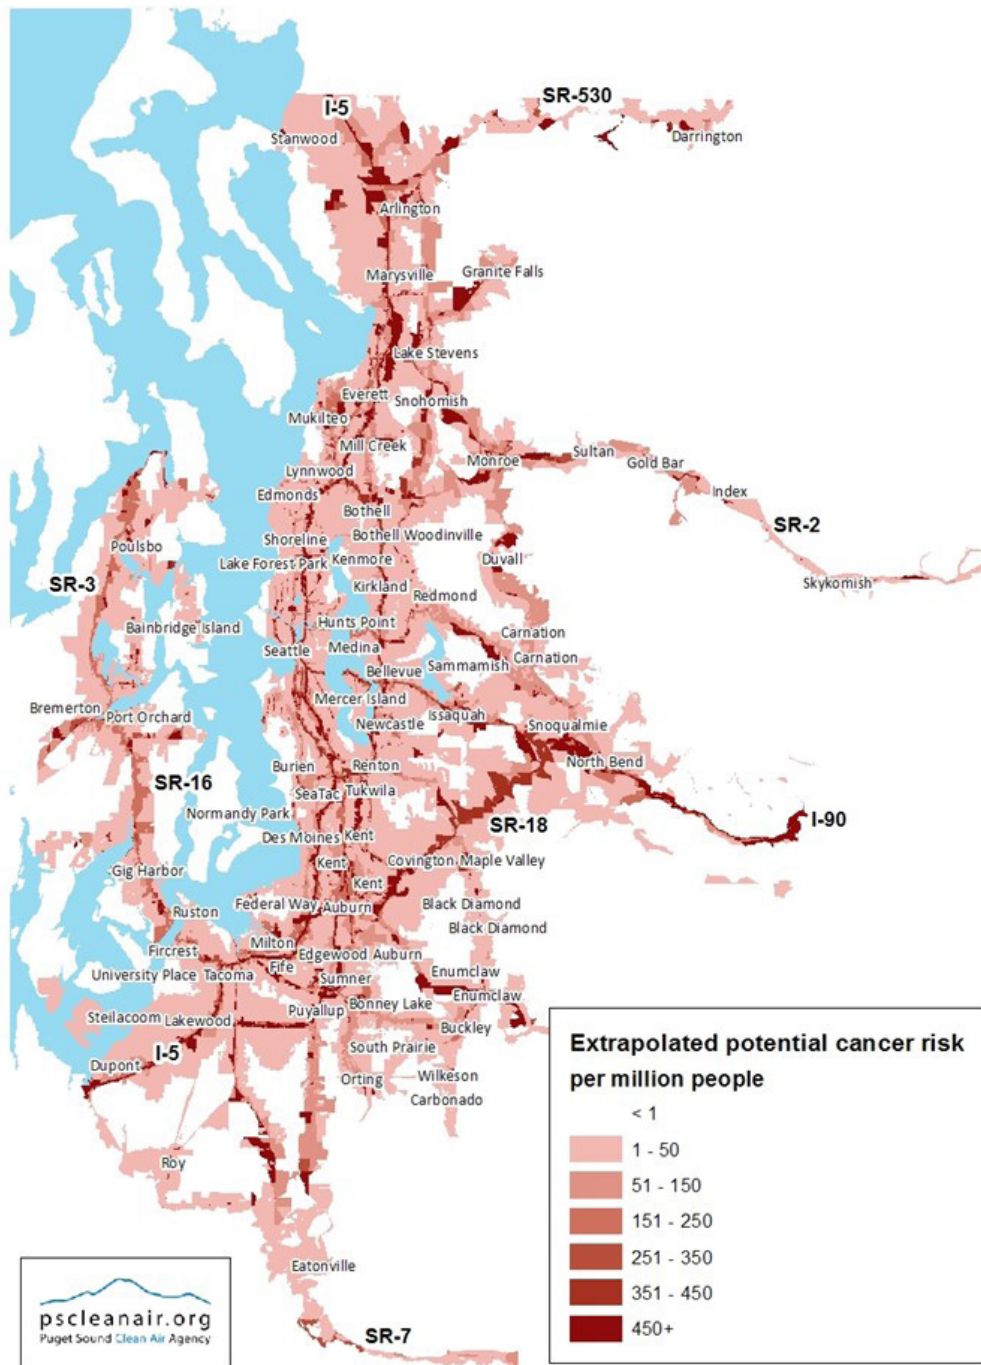 I-5
SR-530
Stanwood
Darrington
Arlington
Marysville
Granite Falls
Lake Stevens
Everett
Snohomish
Mukilteo
Mill Creek
Monroe
Sultan
Gold Bar
Lynnwood
Index
Edmonds
Bothell
SR-2
Shoreline
Bothell
Woodinville
Poulsbo
Lake Forest Park
Kenmore
Duvall
SR-3
Kirkland
Skykomish
Redmond
Bainbridge Island
Hunts Point
Carnation
Seattle
Medina
Carnation
Bellevue
Sammamish
Mercer Island
Bremerton
Port Orchard
Newcastle
Issaquah
Snoqualmie
Burien
Renton
North Bend
SR-16
SeaTac
Tukwila
Normandy Park
SR-18
I-90
Des Moines
Kent
Gig Harbor
Kent
Covington
Maple Valley
Kent
Ruston
Federal Way
Auburn
Black Diamond
Black Diamond
Fircrest
Milton
Edgewood
Auburn
University Place
Tacoma
Fife
Sumner
Enumclaw
Enumclaw
Steilacoom
Lakewood
Puyallup
Bonney Lake
Buckley
I-5
South Prairie
Dupont
Orting
Wilkeson
Carbonado
Roy
Eatonville
SR-7
Extrapolated potential cancer risk
per million people
< 1
1 - 50
51 - 150
151 - 250
251 - 350
351 - 450
450+
pscleanair.org
Puget Sound Clean Air Agency